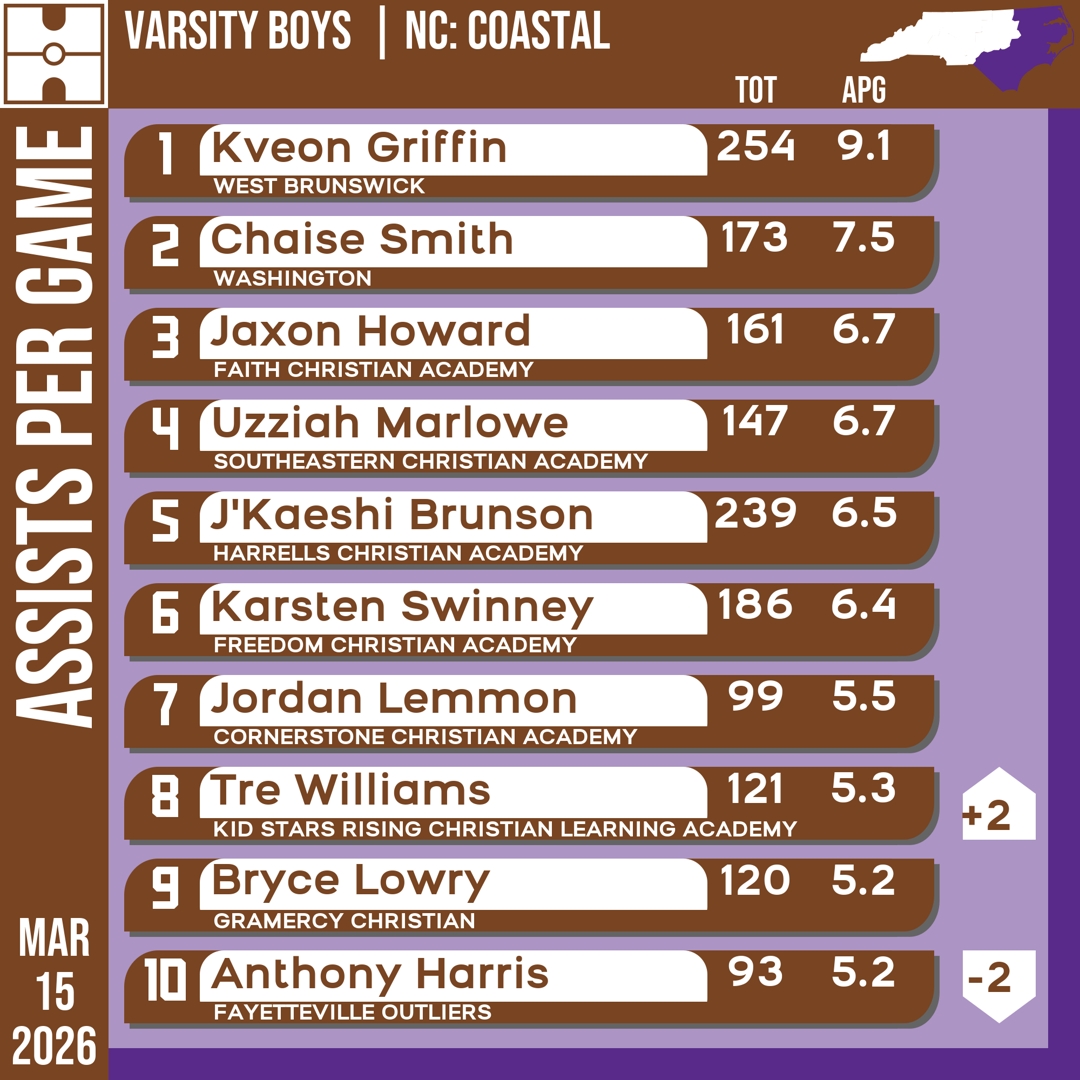 VARSITY BOYS | NC: COASTAL
TOT APG
ASSISTS PER GAME
1 Kveon Griffin 254 9.1
WEST BRUNSWICK
2 Chaise Smith 173 7.5
WASHINGTON
3 Jaxon Howard 161 6.7
FAITH CHRISTIAN ACADEMY
4 Uzziah Marlowe 147 6.7
SOUTHEASTERN CHRISTIAN ACADEMY
5 J'Kaeshi Brunson 239 6.5
HARRELLS CHRISTIAN ACADEMY
6 Karsten Swinney 186 6.4
FREEDOM CHRISTIAN ACADEMY
7 Jordan Lemmon 99 5.5
CORNERSTONE CHRISTIAN ACADEMY
8 Tre Williams 121 5.3 +2
KID STARS RISING CHRISTIAN LEARNING ACADEMY
9 Bryce Lowry 120 5.2
GRAMERCY CHRISTIAN
10 Anthony Harris 93 5.2 -2
FAYETTEVILLE OUTLIERS
MAR
15
2026